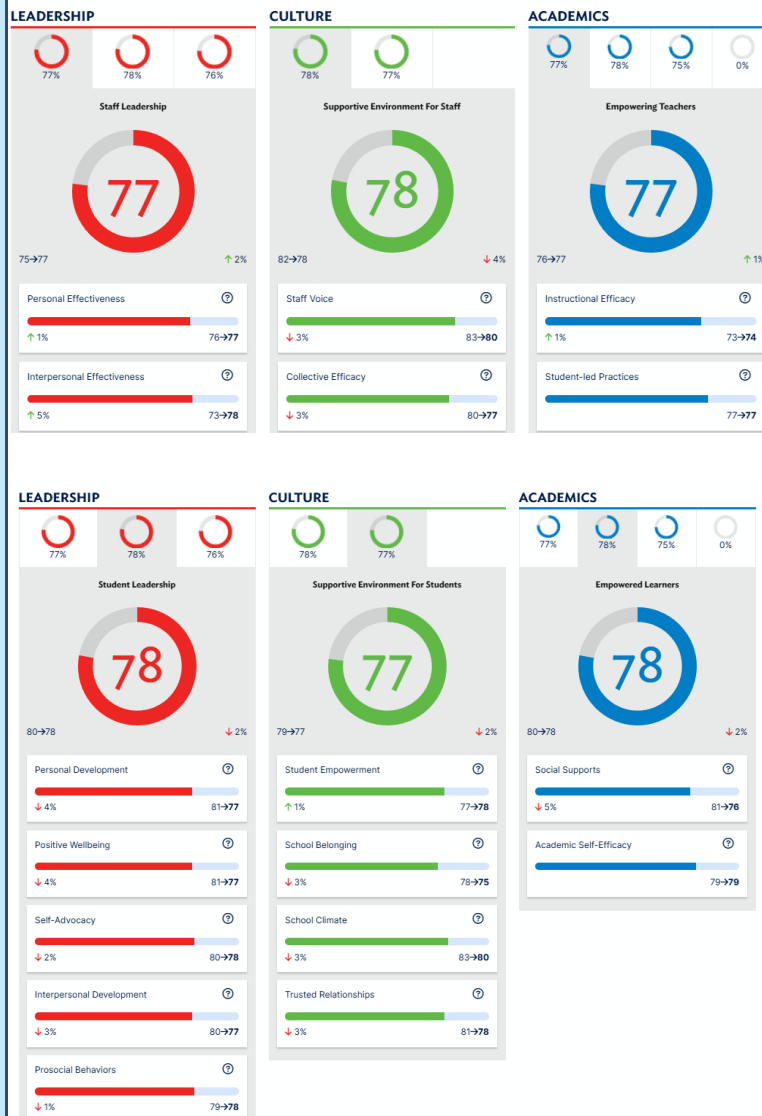 LEADERSHIP
77%
78%
76%
Staff Leadership
77
75→77
↑ 2%
Personal Effectiveness
↑ 1%
76→77
Interpersonal Effectiveness
↑ 5%
73→78
CULTURE
78%
77%
Supportive Environment For Staff
78
82→78
↓ 4%
Staff Voice
↓ 3%
83→80
Collective Efficacy
↓ 3%
80→77
ACADEMICS
77%
78%
75%
0%
Empowering Teachers
77
76→77
↑ 1%
Instructional Efficacy
↑ 1%
73→74
Student-led Practices
77→77
LEADERSHIP
77%
78%
76%
Student Leadership
78
80→78
↓ 2%
Personal Development
↓ 4%
81→77
Positive Wellbeing
↓ 4%
81→77
Self-Advocacy
↓ 2%
80→78
Interpersonal Development
↓ 3%
80→77
Prosocial Behaviors
↓ 1%
79→78
CULTURE
78%
77%
Supportive Environment For Students
77
79→77
↓ 2%
Student Empowerment
↑ 1%
77→78
School Belonging
↓ 3%
78→75
School Climate
↓ 3%
83→80
Trusted Relationships
↓ 3%
81→78
ACADEMICS
77%
78%
75%
0%
Empowered Learners
78
80→78
↓ 2%
Social Supports
↓ 5%
81→76
Academic Self-Efficacy
79→79